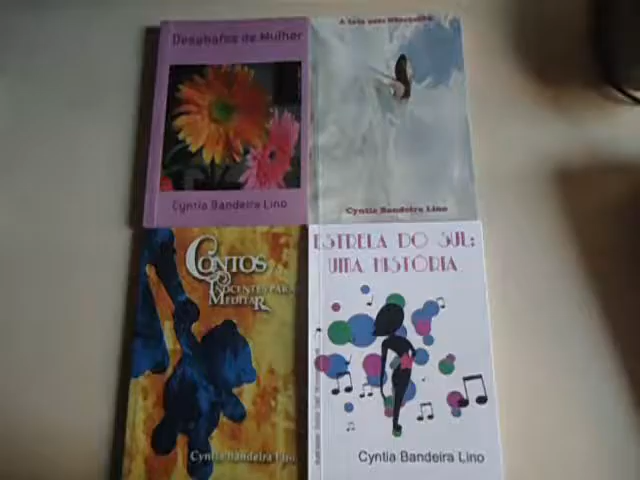 Desabafos de Mulher
Cyntia Bandeira Lino
A
Cyntia Bandeira Lino
CONTOS
INOCENTES PARA
MEDITAR
Cyntia Bandeira Lino
ESTRELA DO SUL:
UMA HISTÓRIA
Cyntia Bandeira Lino